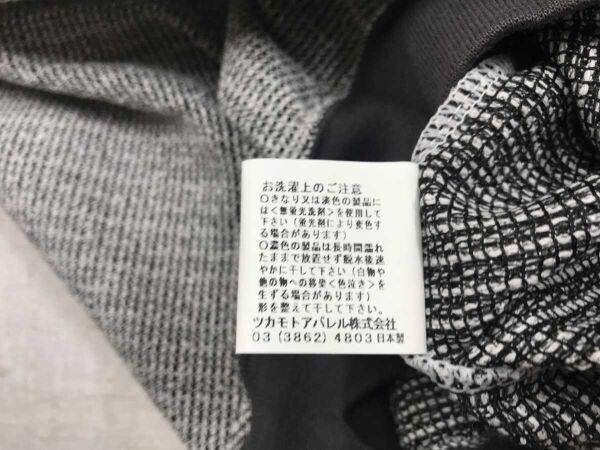 お洗濯上のご注意
〇きなり又は淡色の製品に
は＜無蛍光洗剤＞を使用して
下さい（蛍光剤により変色す
る場合があります）
〇濃色の製品は長時間濡れ
たままで放置せず脱水後速
やかに干して下さい（白物や
他の物への移染＜色泣き＞を
生ずる場合があります）
形を整えて干して下さい。
ツカモトアパレル株式会社
03（3862）4803日本製